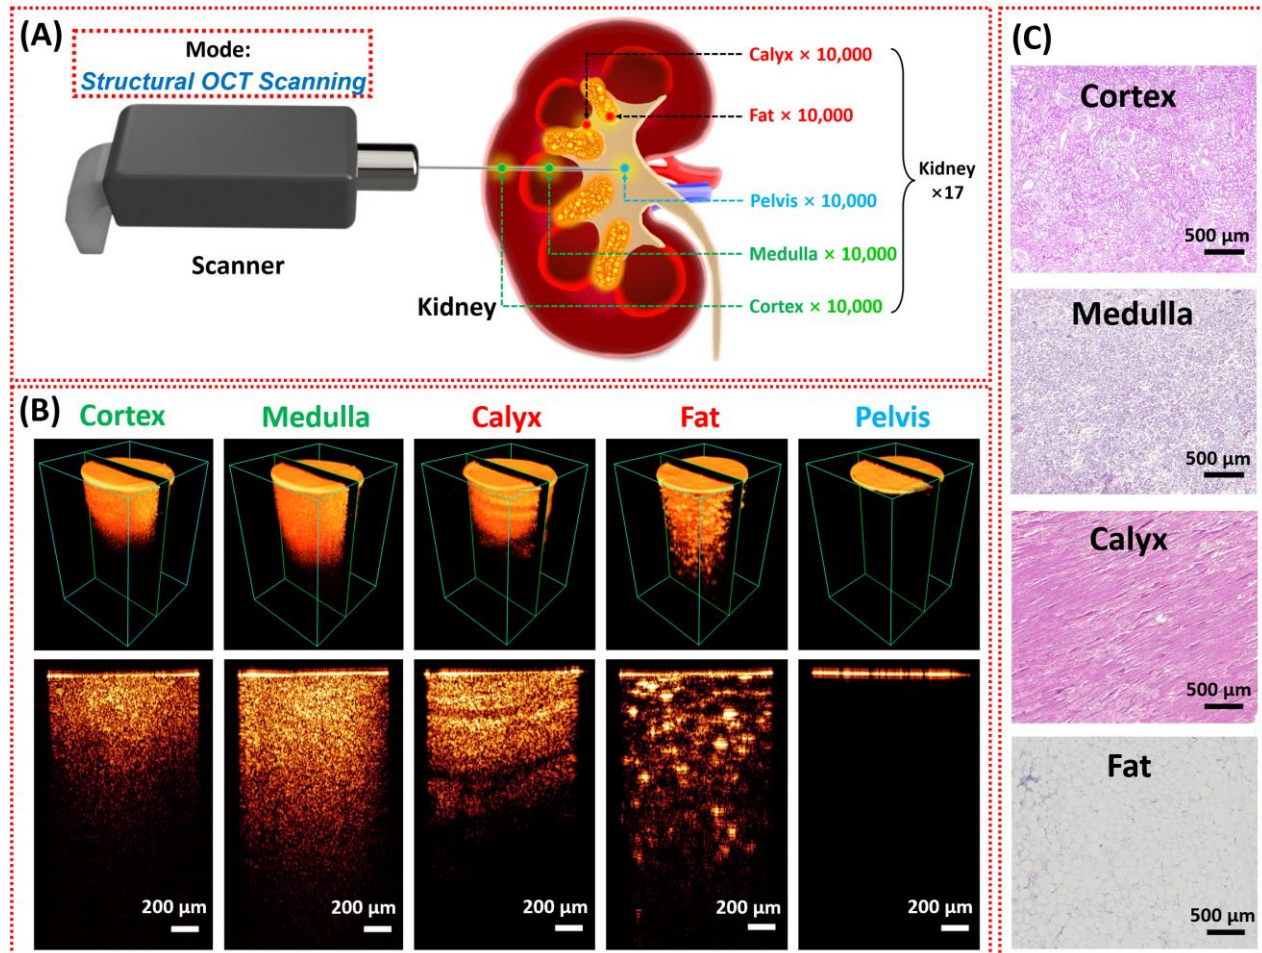 (A)
Mode:
Structural OCT Scanning
Scanner
Kidney
Calyx × 10,000
Fat × 10,000
Pelvis × 10,000
Medulla × 10,000
Cortex × 10,000
Kidney
×17
(B)
Cortex
Medulla
Calyx
Fat
Pelvis
200 μm
200 μm
200 μm
200 μm
200 μm
(C)
Cortex
500 μm
Medulla
500 μm
Calyx
500 μm
Fat
500 μm